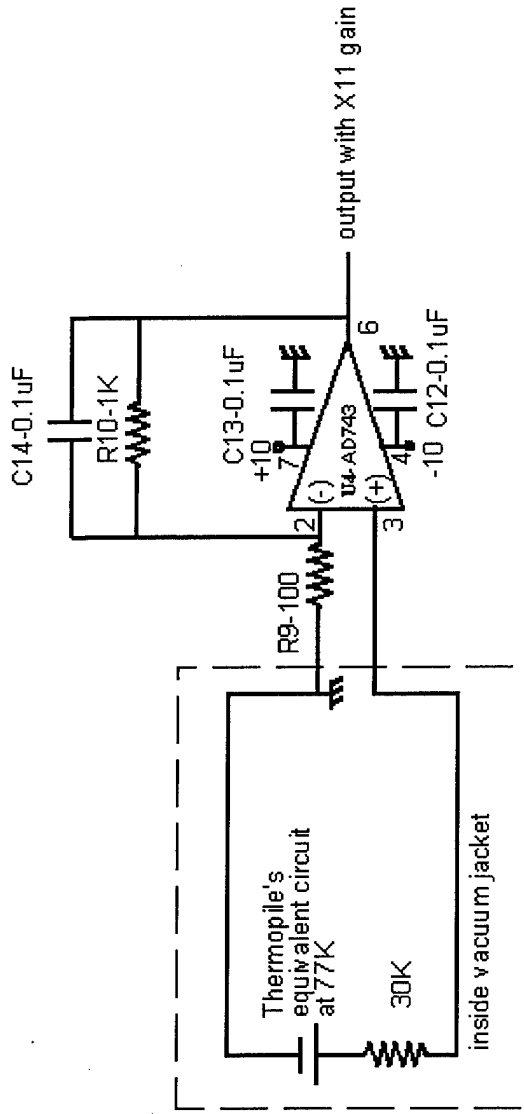 C14-0.1uF
R10-1K
C13-0.1uF
+10
7
2
(-)
U4-AD743
6
output with X11 gain
R9-100
(+)
3
4
-10
C12-0.1uF
Thermopile's
equivalent circuit
at 77K
30K
inside vacuum jacket